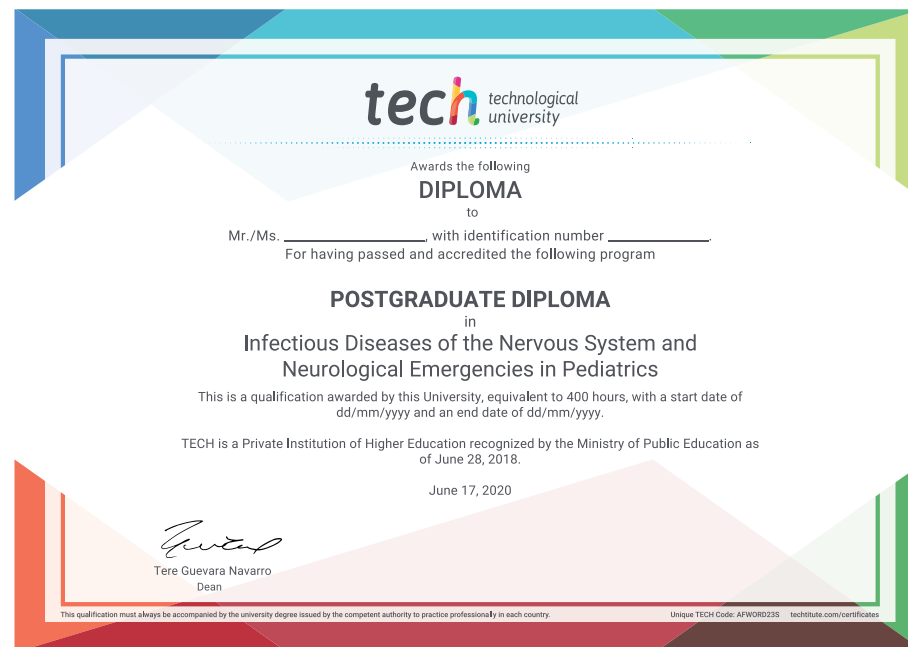 tech technological
university
Awards the following
DIPLOMA
to
Mr./Ms. ____________________, with identification number ______________.
For having passed and accredited the following program
POSTGRADUATE DIPLOMA
in
Infectious Diseases of the Nervous System and
Neurological Emergencies in Pediatrics
This is a qualification awarded by this University, equivalent to 400 hours, with a start date of
dd/mm/yyyy and an end date of dd/mm/yyyy.
TECH is a Private Institution of Higher Education recognized by the Ministry of Public Education as
of June 28, 2018.
June 17, 2020
Tere Guevara Navarro
Dean
This qualification must always be accompanied by the university degree issued by the competent authority to practice professionally in each country.
Unique TECH Code: AFWORD23S techtitute.com/certificates